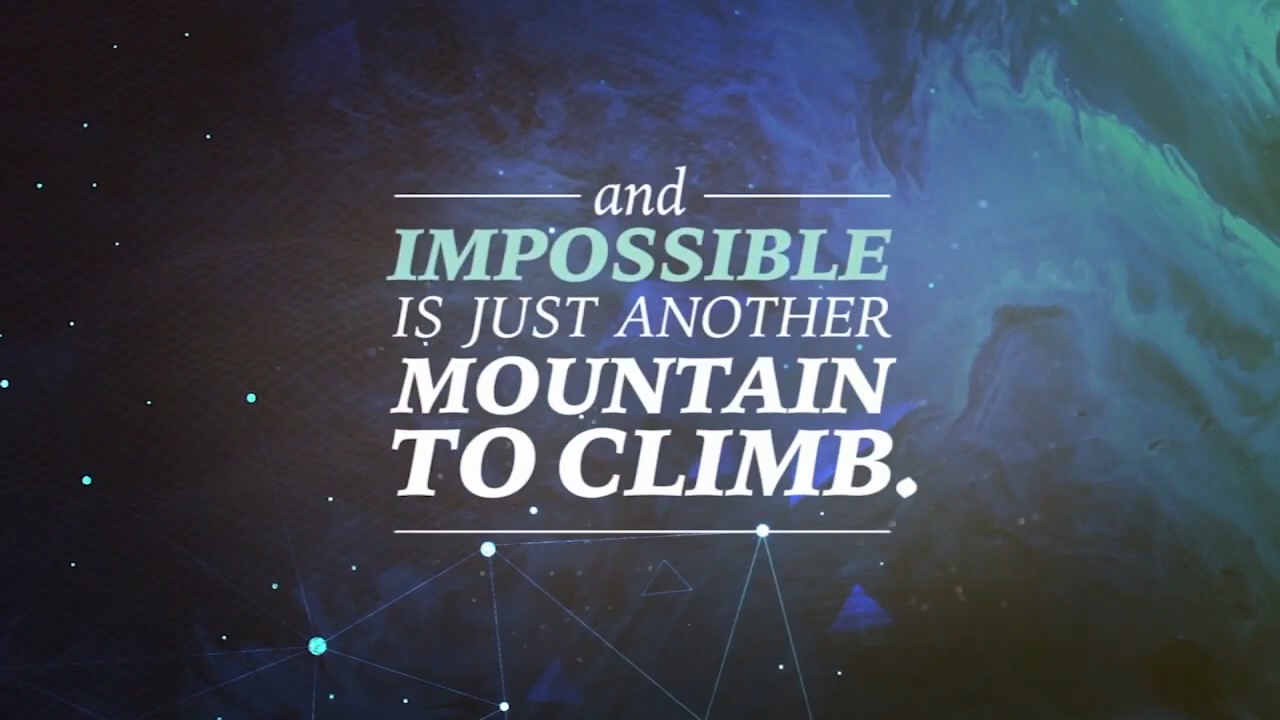 and
IMPOSSIBLE
IS JUST ANOTHER
MOUNTAIN
TO CLIMB.